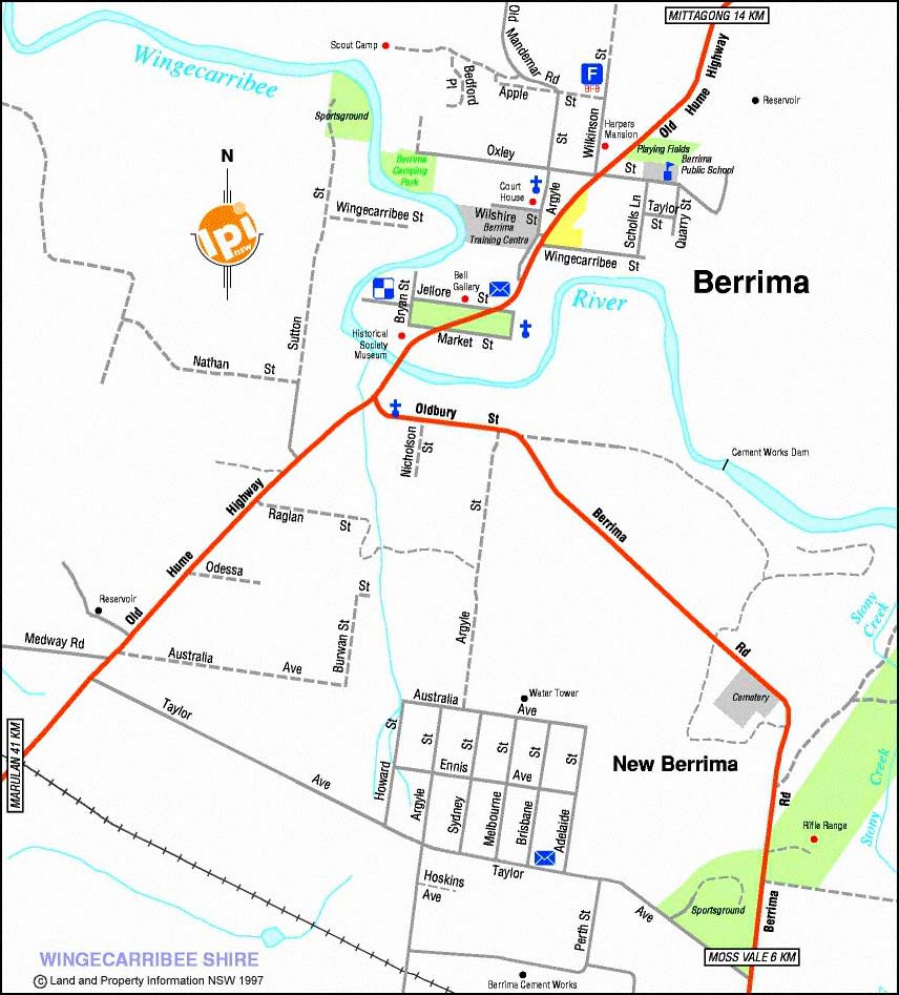 MITTAGONG 14 KM
Old
Mandemar Rd
St
Scout Camp
Wingecarribee
Bedford
Pl
Apple
St
F
BFB
Highway
Hume
Old
Reservoir
Sportsground
Harpers
Mansion
Wilkinson
St
Playing Fields
Berrima
Public School
Oxley
St
Berrima
Camping
Park
N
lpi
nsw
Court
House
Argyle
Wilshire
St
Berrima
Training Centre
Scholls Ln
Taylor
St
Quarry St
St
Wingecarribee St
Wingecarribee
St
Berrima
River
Bell
Gallery
Jellore
St
Bryan St
Market
St
Historical
Society
Museum
Sutton
Nathan
St
Oldbury
St
Nicholson
St
Cement Works Dam
Highway
Raglan
St
St
Berrima
Hume
Odessa
St
Reservoir
Old
Burwan St
Argyle
Stony
Creek
Rd
Medway Rd
Australia
Ave
Cemetery
Taylor
Australia
Ave
Water Tower
St
St
St
St
St
St
MARULAN 41 KM
Ennis
Ave
New Berrima
Creek
Ave
Howard
Argyle
Sydney
Melbourne
Brisbane
Adelaide
Rd
Rifle Range
Stony
Taylor
Hoskins
Ave
Ave
Sportsground
Berrima
Perth St
MOSS VALE 6 KM
WINGECARRIBEE SHIRE
© Land and Property Information NSW 1997
Berrima Cement Works